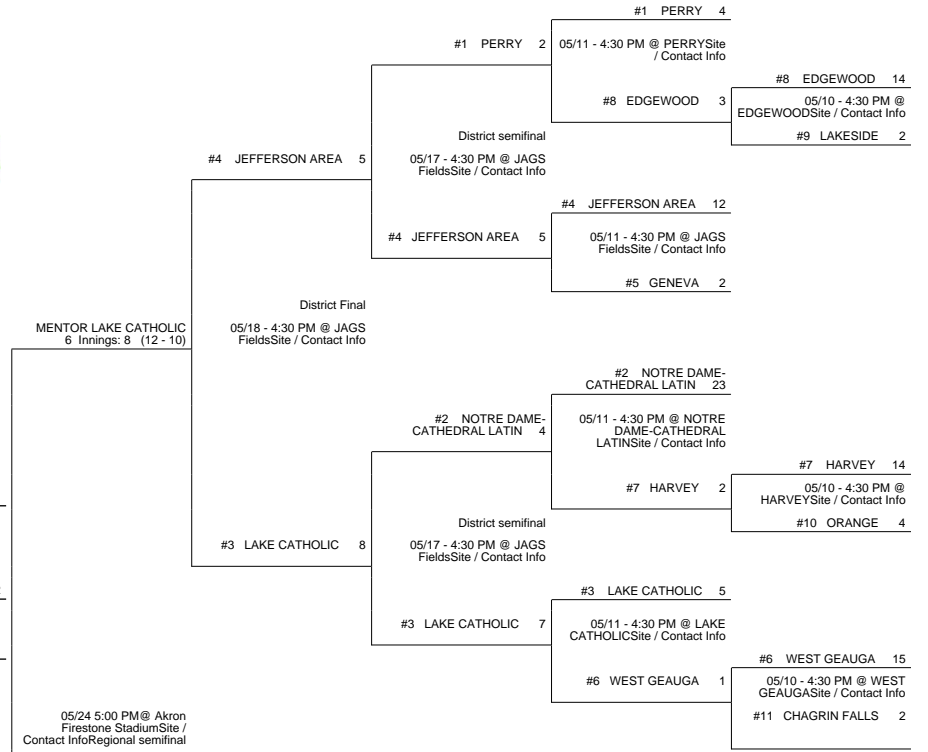 #1 PERRY 4
#1 PERRY 2
05/11 - 4:30 PM @ PERRYSite
/ Contact Info
#8 EDGEWOOD 14
#8 EDGEWOOD 3
05/10 - 4:30 PM @
EDGEWOODSite / Contact Info
#9 LAKESIDE 2
District semifinal
#4 JEFFERSON AREA 5
05/17 - 4:30 PM @ JAGS
FieldsSite / Contact Info
#4 JEFFERSON AREA 12
#4 JEFFERSON AREA 5
05/11 - 4:30 PM @ JAGS
FieldsSite / Contact Info
#5 GENEVA 2
District Final
05/18 - 4:30 PM @ JAGS
FieldsSite / Contact Info
MENTOR LAKE CATHOLIC
6 Innings: 8 (12 - 10)
#2 NOTRE DAME-
CATHEDRAL LATIN 23
#2 NOTRE DAME-
CATHEDRAL LATIN 4
05/11 - 4:30 PM @ NOTRE
DAME-CATHEDRAL
LATINSite / Contact Info
#7 HARVEY 14
#7 HARVEY 2
05/10 - 4:30 PM @
HARVEYSite / Contact Info
#10 ORANGE 4
District semifinal
#3 LAKE CATHOLIC 8
05/17 - 4:30 PM @ JAGS
FieldsSite / Contact Info
#3 LAKE CATHOLIC 5
#3 LAKE CATHOLIC 7
05/11 - 4:30 PM @ LAKE
CATHOLICSite / Contact Info
#6 WEST GEAUGA 15
#6 WEST GEAUGA 1
05/10 - 4:30 PM @ WEST
GEAUGASite / Contact Info
#11 CHAGRIN FALLS 2
05/24 5:00 PM@ Akron
Firestone StadiumSite /
Contact InfoRegional semifinal